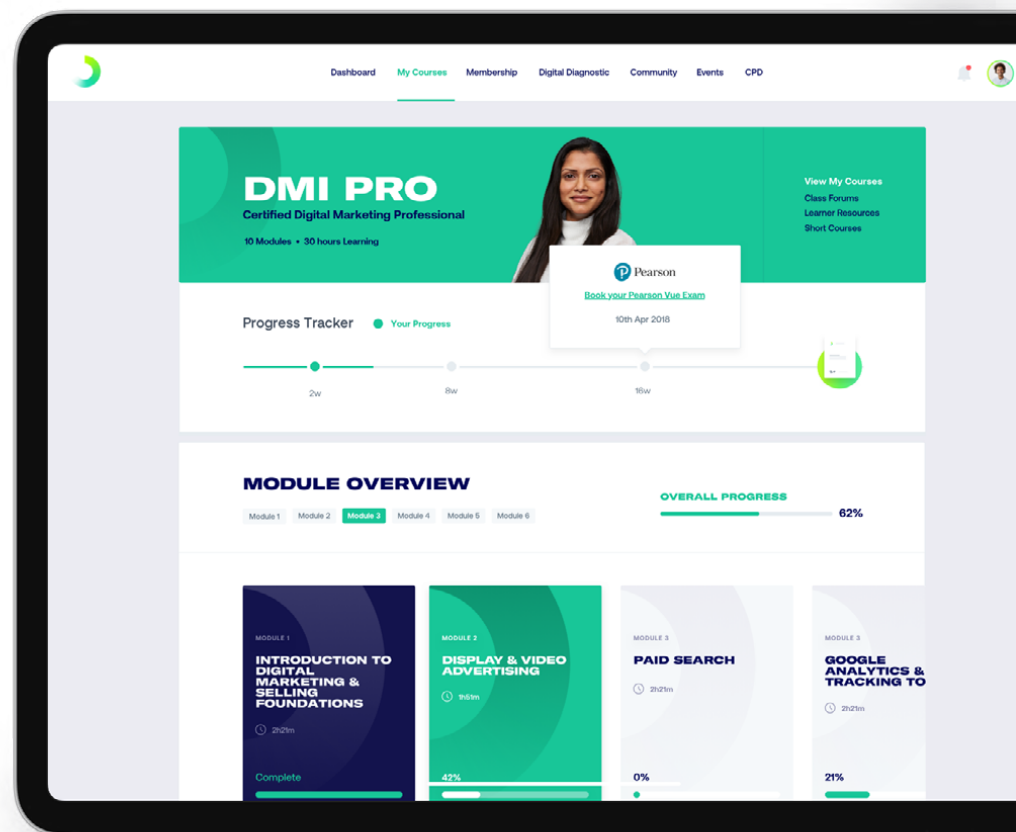 Dashboard My Courses Membership Digital Diagnostic Community Events CPD
DMI PRO
Certified Digital Marketing Professional
10 Modules • 30 hours Learning
View My Courses
Class Forums
Learner Resources
Short Courses
Pearson
Book your Pearson Vue Exam
10th Apr 2018
Progress Tracker Your Progress
2w 8w 16w
MODULE OVERVIEW
Module 1 Module 2 Module 3 Module 4 Module 5 Module 6
OVERALL PROGRESS
62%
MODULE 1
INTRODUCTION TO
DIGITAL
MARKETING &
SELLING
FOUNDATIONS
2h21m
Complete
MODULE 2
DISPLAY & VIDEO
ADVERTISING
1h51m
42%
MODULE 3
PAID SEARCH
2h21m
0%
MODULE 3
GOOGLE
ANALYTICS &
TRACKING TO
2h21m
21%